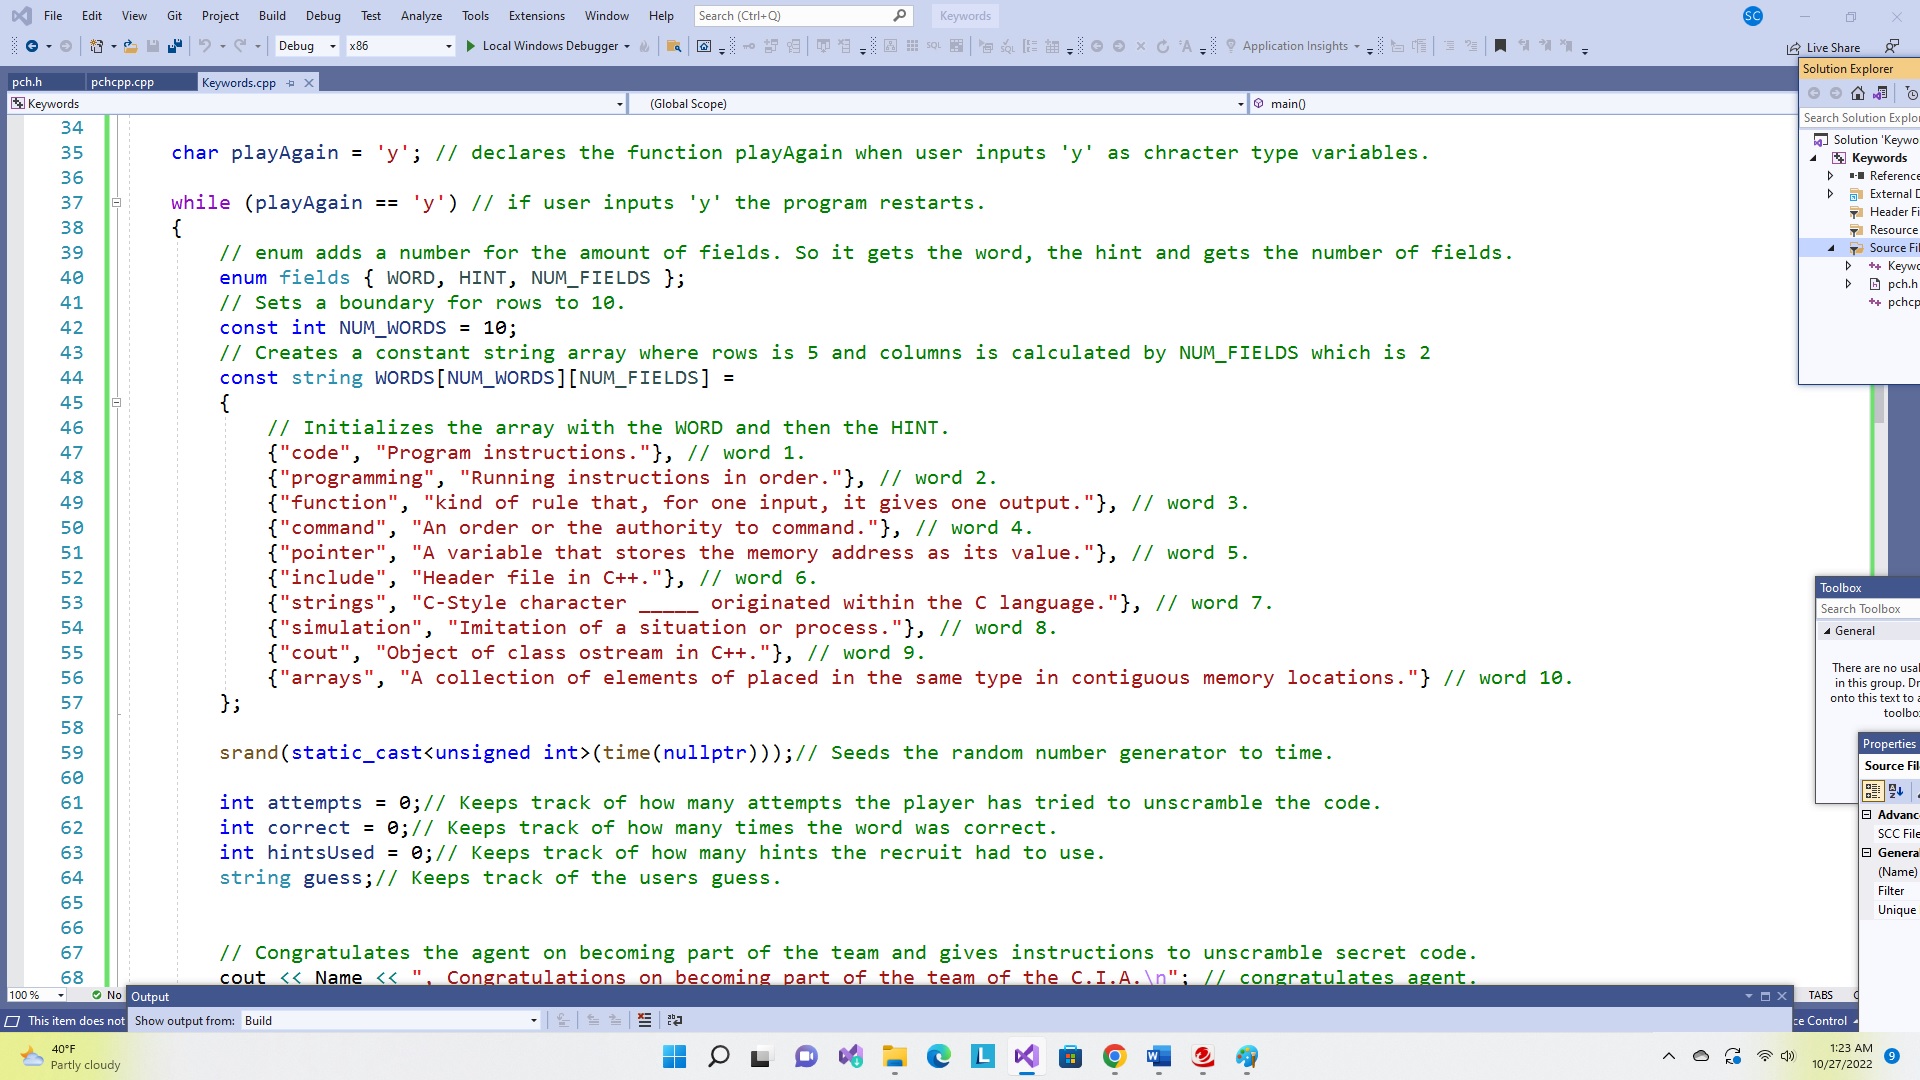 File Edit View Git Project Build Debug Test Analyze Tools Extensions Window Help Search (Ctrl+Q) Keywords SC
Debug x86 Local Windows Debugger Application Insights Live Share
pch.h pchcpp.cpp Keywords.cpp
Keywords (Global Scope) main()
34
35 char playAgain = 'y'; // declares the function playAgain when user inputs 'y' as chracter type variables.
36
37 while (playAgain == 'y') // if user inputs 'y' the program restarts.
38 {
39 // enum adds a number for the amount of fields. So it gets the word, the hint and gets the number of fields.
40 enum fields { WORD, HINT, NUM_FIELDS };
41 // Sets a boundary for rows to 10.
42 const int NUM_WORDS = 10;
43 // Creates a constant string array where rows is 5 and columns is calculated by NUM_FIELDS which is 2
44 const string WORDS[NUM_WORDS][NUM_FIELDS] =
45 {
46 // Initializes the array with the WORD and then the HINT.
47 {"code", "Program instructions."}, // word 1.
48 {"programming", "Running instructions in order."}, // word 2.
49 {"function", "kind of rule that, for one input, it gives one output."}, // word 3.
50 {"command", "An order or the authority to command."}, // word 4.
51 {"pointer", "A variable that stores the memory address as its value."}, // word 5.
52 {"include", "Header file in C++."}, // word 6.
53 {"strings", "C-Style character _____ originated within the C language."}, // word 7.
54 {"simulation", "Imitation of a situation or process."}, // word 8.
55 {"cout", "Object of class ostream in C++."}, // word 9.
56 {"arrays", "A collection of elements of placed in the same type in contiguous memory locations."} // word 10.
57 };
58
59 srand(static_cast<unsigned int>(time(nullptr)));// Seeds the random number generator to time.
60
61 int attempts = 0;// Keeps track of how many attempts the player has tried to unscramble the code.
62 int correct = 0;// Keeps track of how many times the word was correct.
63 int hintsUsed = 0;// Keeps track of how many hints the recruit had to use.
64 string guess;// Keeps track of the users guess.
65
66
67 // Congratulates the agent on becoming part of the team and gives instructions to unscramble secret code.
68 cout << Name << ", Congratulations on becoming part of the team of the C.I.A.\n"; // congratulates agent.
100 % No
Output
TABS
This item does not
Show output from: Build
ce Control
Solution Explorer
Search Solution Explo
Solution 'Keywo
Keywords
Reference
External D
Header Fi
Resource
Source Fil
Keywo
pch.h
pchcp
Toolbox
Search Toolbox
General
There are no usal
in this group. Dr
onto this text to a
toolbo
Properties
Source Fil
Advanc
SCC File
General
(Name)
Filter
Unique
40°F
Partly cloudy
1:23 AM
10/27/2022
9